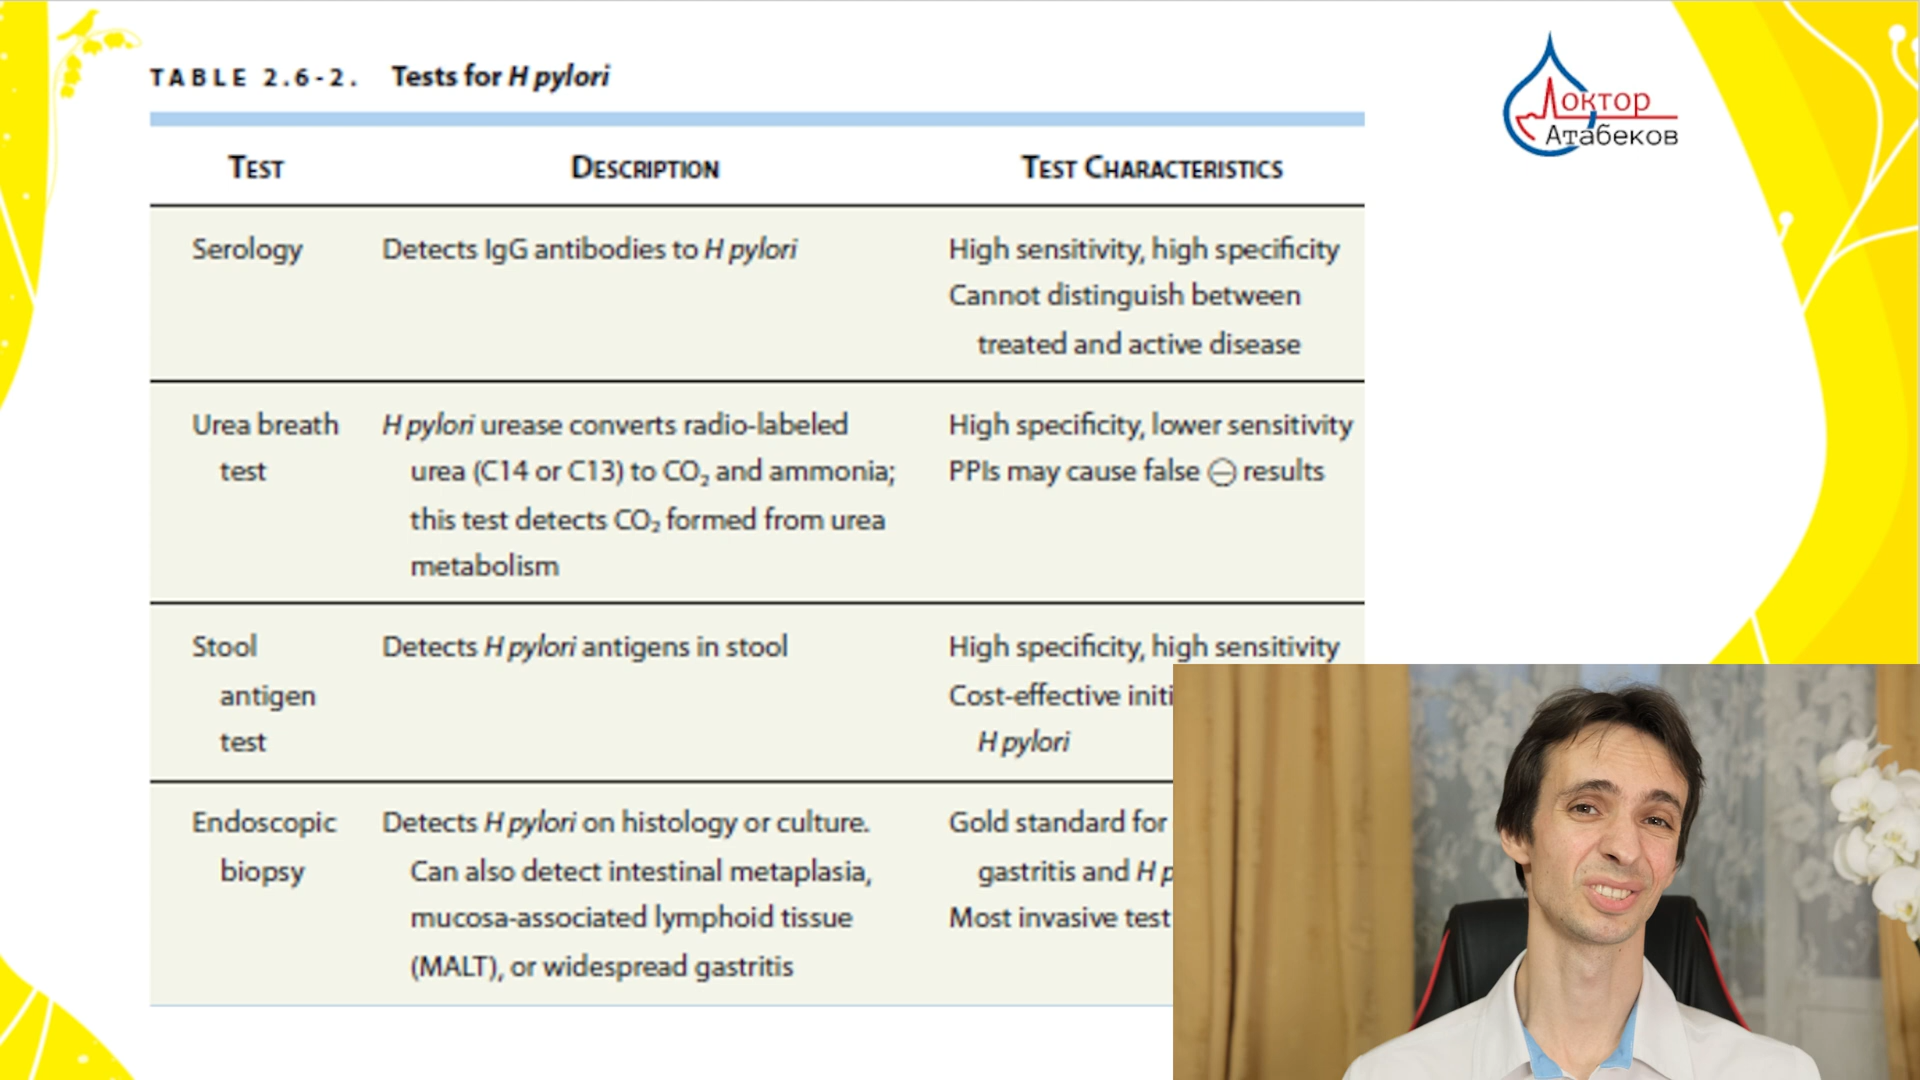 TABLE 2.6-2. Tests for H pylori
Доктор
Атабеков
TEST DESCRIPTION TEST CHARACTERISTICS
Serology Detects IgG antibodies to H pylori High sensitivity, high specificity
Cannot distinguish between
treated and active disease
Urea breath H pylori urease converts radio-labeled High specificity, lower sensitivity
test urea (C14 or C13) to CO₂ and ammonia; PPIs may cause false ⊖ results
this test detects CO₂ formed from urea
metabolism
Stool Detects H pylori antigens in stool High specificity, high sensitivity
antigen Cost-effective
test H pylori
Endoscopic Detects H pylori on histology or culture. Gold standard for
biopsy Can also detect intestinal metaplasia, gastritis and H
mucosa-associated lymphoid tissue Most invasive test
(MALT), or widespread gastritis